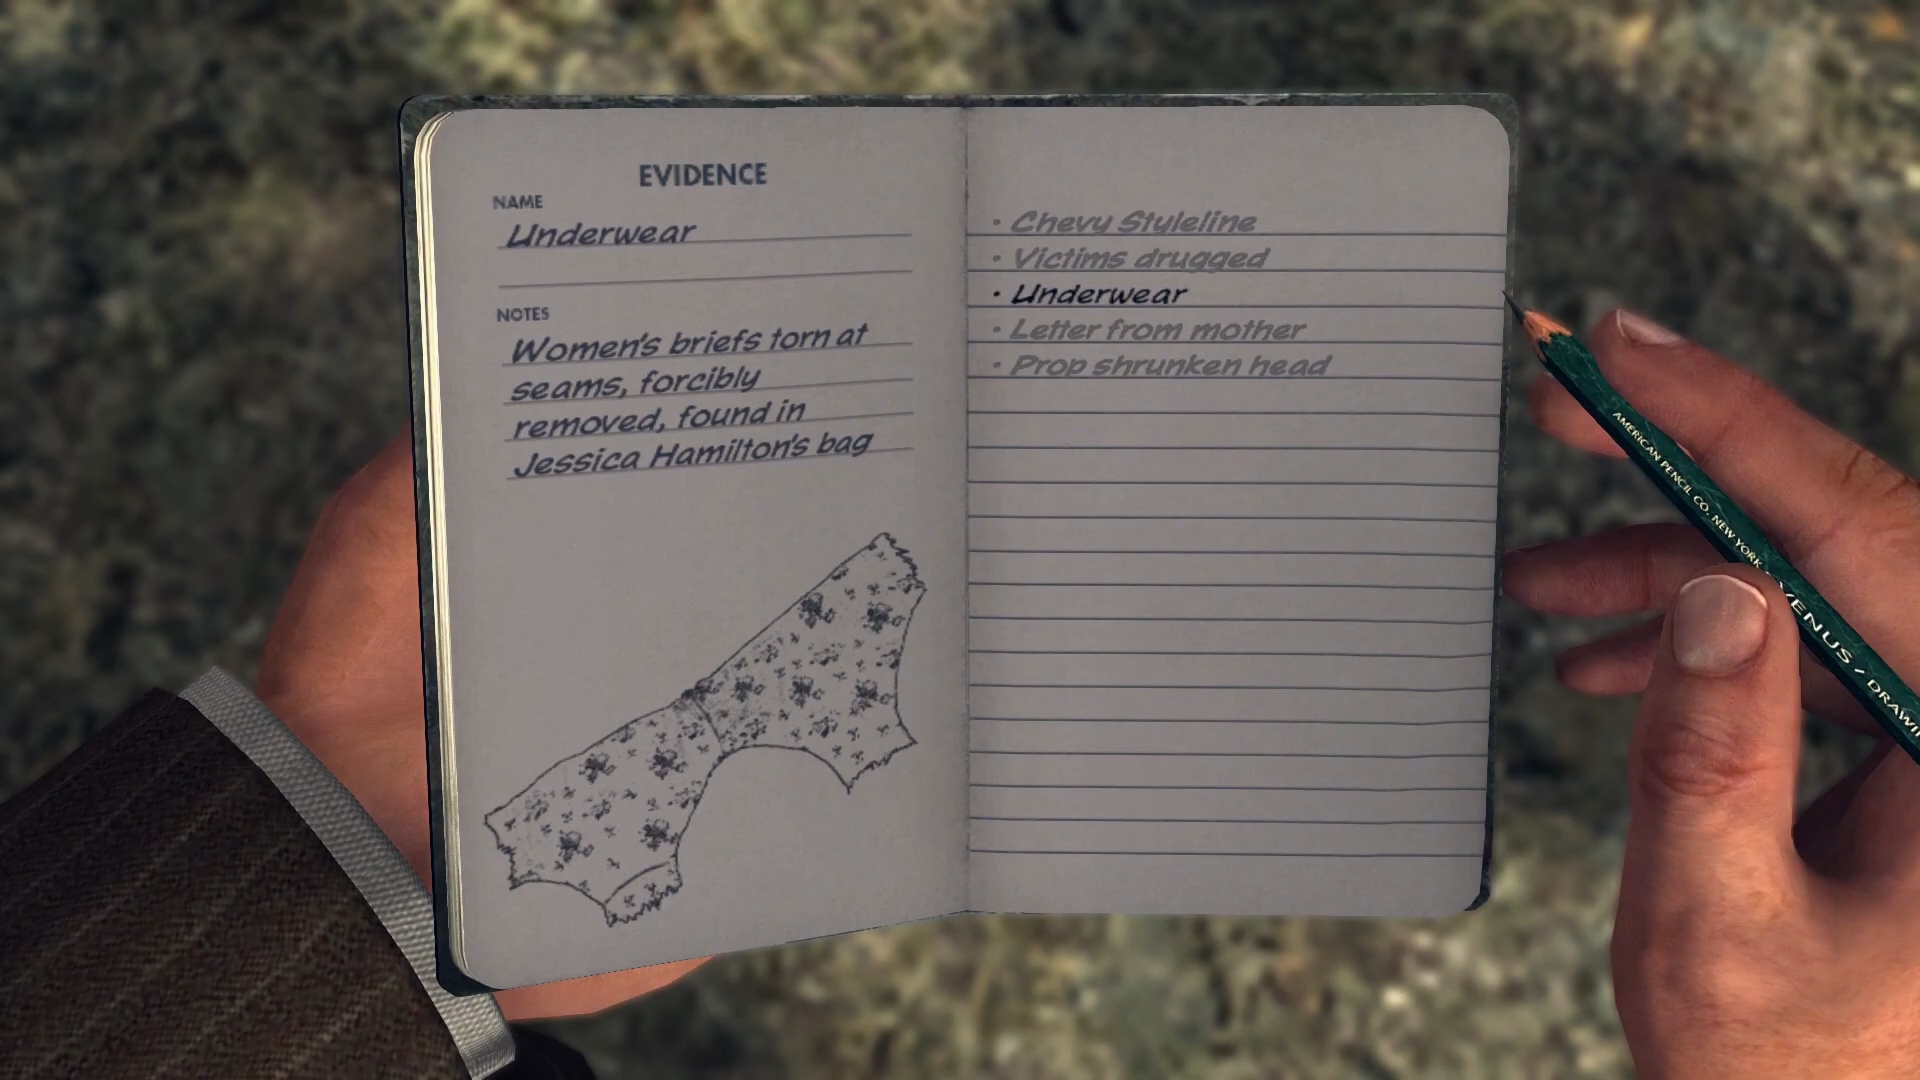 EVIDENCE
NAME
Underwear
NOTES
Women's briefs torn at
seams, forcibly
removed, found in
Jessica Hamilton's bag
• Chevy Styleline
• Victims drugged
• Underwear
• Letter from mother
• Prop shrunken head
AMERICAN PENCIL CO. NEW YORK • VENUS / DRAWI